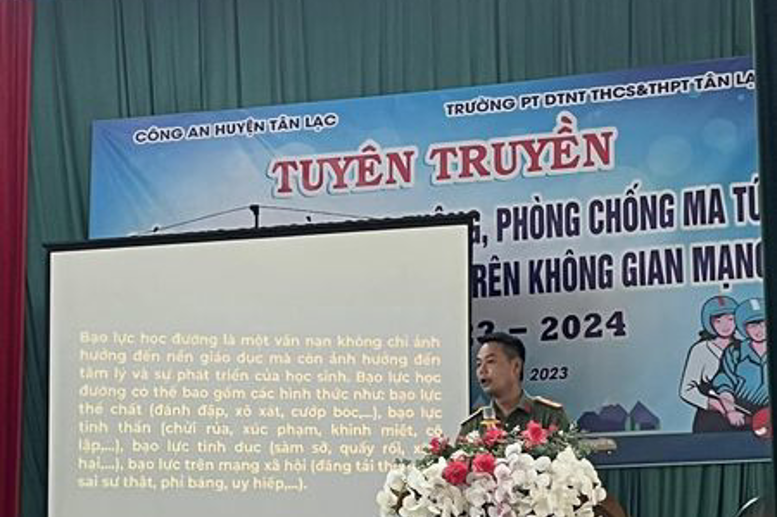 CÔNG AN HUYỆN TÂN LẠC
TRƯỜNG PT DTNT THCS&THPT TÂN
TUYÊN TRUYỀN
PHÒNG CHỐNG MA
KHÔNG GIAN MẠNG
– 2024
2023
Bạo lực học đường là một vấn nạn không chỉ ảnh
hưởng đến nền giáo dục mà còn ảnh hưởng đến
tâm lý và sự phát triển của học sinh. Bạo lực học
đường có thể bao gồm các hình thức như: bạo lực
thể chất (đánh đấp, xô xát, cướp bóc,...), bạo lực
tinh thần (chửi rủa, xúc phạm, khinh miệt, cô
lập,...), bạo lực tình dục (sàm sỡ, quấy rối,
hại,...), bạo lực trên mạng xã hội (đăng tải
sai sự thật, phỉ báng, uy hiếp,...).